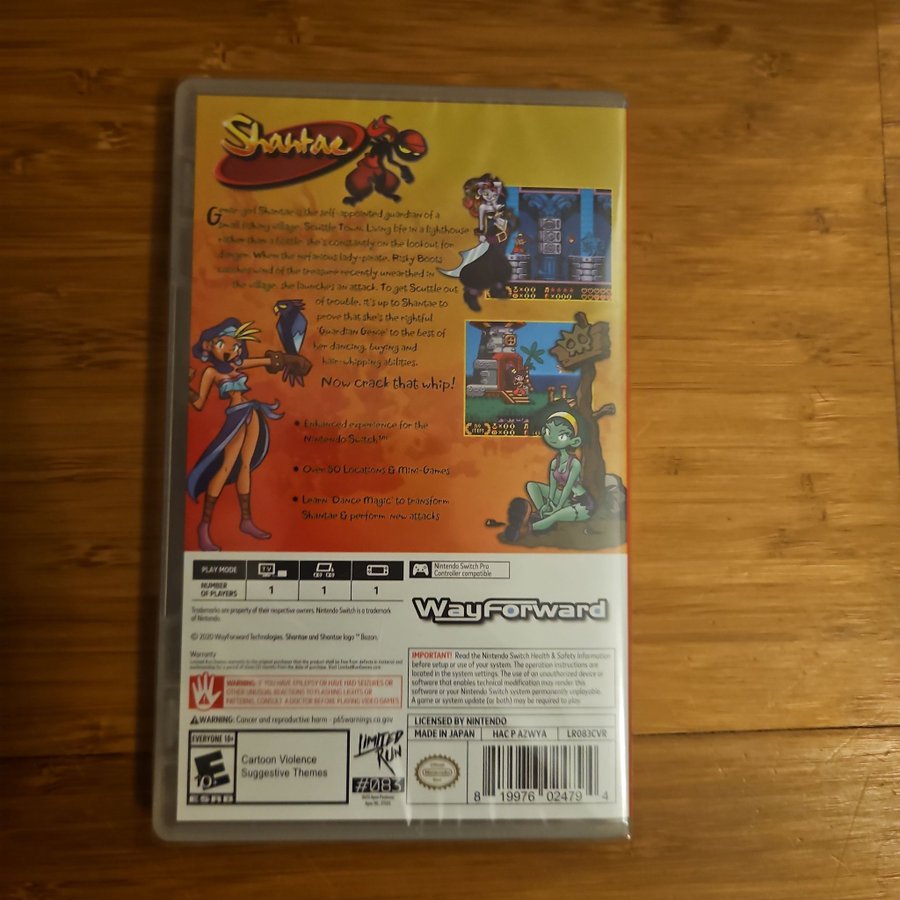 Shantae
Genie-girl Shantae is the self-appointed guardian of a
small fishing village, Scuttle Town. Living life in a lighthouse
rather than a bottle, she's constantly on the lookout for
danger. When the nefarious lady-pirate, Risky Boots
catches wind of the treasure recently unearthed in
the village, she launches an attack. To get Scuttle out
of trouble, it's up to Shantae to
prove that she's the rightful
'Guardian Genie' to the best of
her dancing, buying and
hair-whipping abilities.
Now crack that whip!
• Enhanced experience for the
Nintendo Switch™
• Over 50 Locations & Mini-Games
• Learn 'Dance Magic' to transform
Shantae & perform new attacks
PLAY MODE
TV
NUMBER
OF PLAYERS
1 1 1
Nintendo Switch Pro
Controller compatible
Trademarks are property of their respective owners. Nintendo Switch is a trademark
of Nintendo.
WayForward
© 2020 WayForward Technologies. Shantae and Shantae logo ™ Bozon.
Warranty
IMPORTANT! Read the Nintendo Switch Health & Safety Information
before setup or use of your system. The operation instructions are
located in the system settings. The use of an unauthorized device or
software that enables technical modification may render this
software or your Nintendo Switch system permanently unplayable.
A game or system update (or both) may be required to play.
WARNING: IF YOU HAVE EPILEPSY OR HAVE HAD SEIZURES OR
OTHER UNUSUAL REACTIONS TO FLASHING LIGHTS OR
PATTERNS, CONSULT A DOCTOR BEFORE PLAYING VIDEO GAMES
WARNING: Cancer and reproductive harm - p65warnings.ca.gov
EVERYONE 10+
E
10+
ESRB
Cartoon Violence
Suggestive Themes
LIMITED
RUN
#083
LICENSED BY NINTENDO
MADE IN JAPAN HAC P AZWYA LR083CVR
Nintendo
8 19976 02479 4